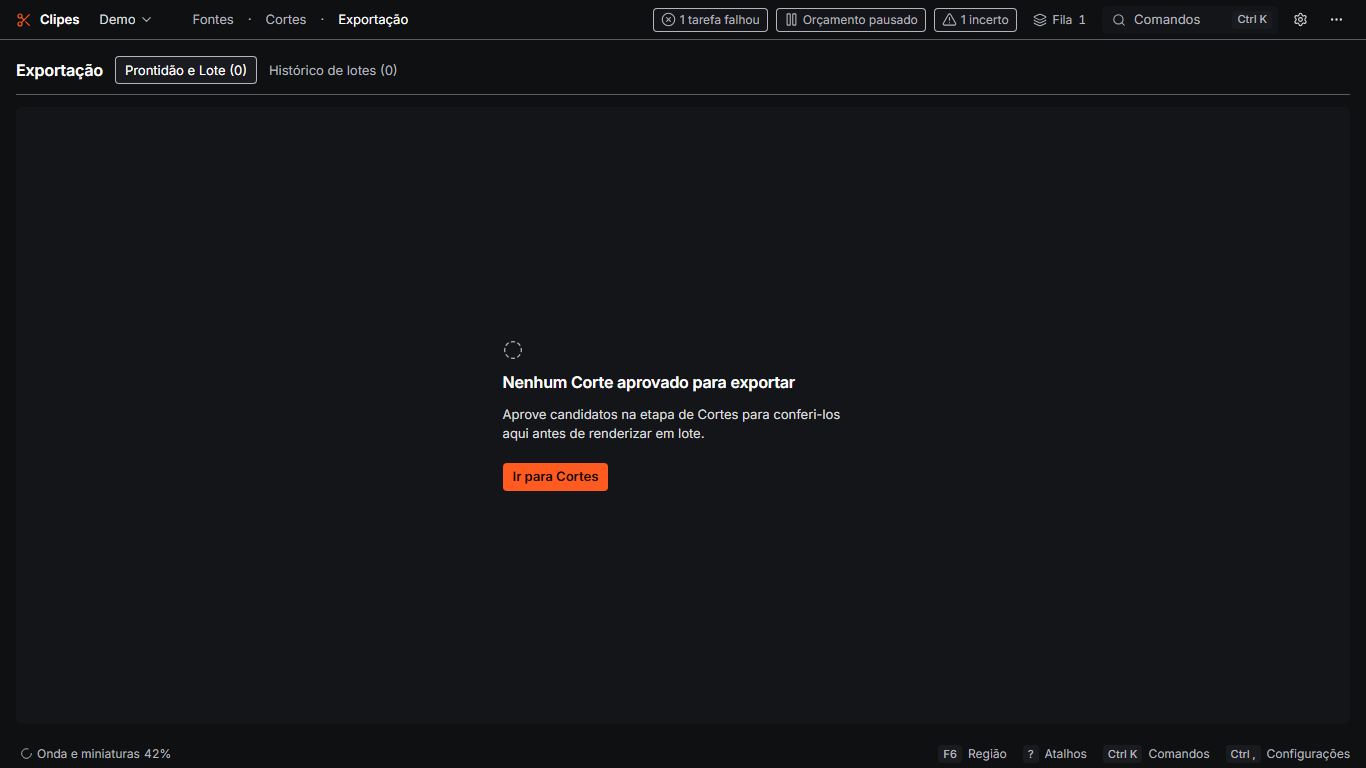 Clipes Demo Fontes · Cortes · Exportação 1 tarefa falhou Orçamento pausado 1 incerto Fila 1 Comandos Ctrl K
Exportação Prontidão e Lote (0) Histórico de lotes (0)
Nenhum Corte aprovado para exportar
Aprove candidatos na etapa de Cortes para conferi-los
aqui antes de renderizar em lote.
Ir para Cortes
Onda e miniaturas 42% F6 Região ? Atalhos Ctrl K Comandos Ctrl , Configurações